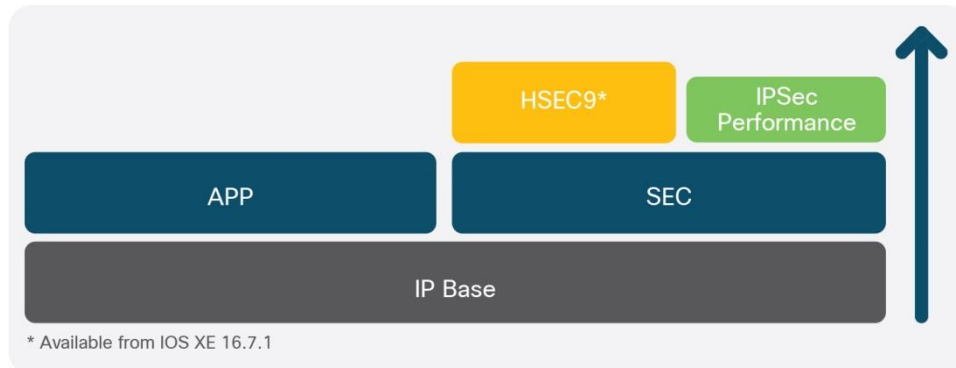 HSEC9*
IPSec
Performance
APP
SEC
IP Base
* Available from IOS XE 16.7.1